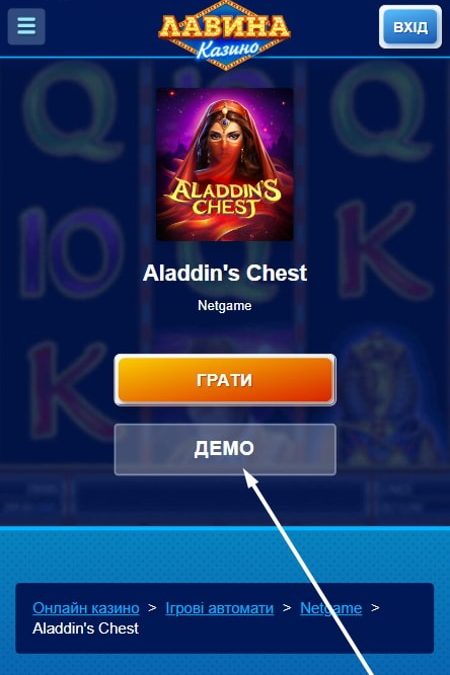 ЛАВИНА
Казино
ВХІД
ALADDIN'S
CHEST
Aladdin's Chest
Netgame
ГРАТИ
ДЕМО
Онлайн казино > Ігрові автомати > Netgame >
Aladdin's Chest